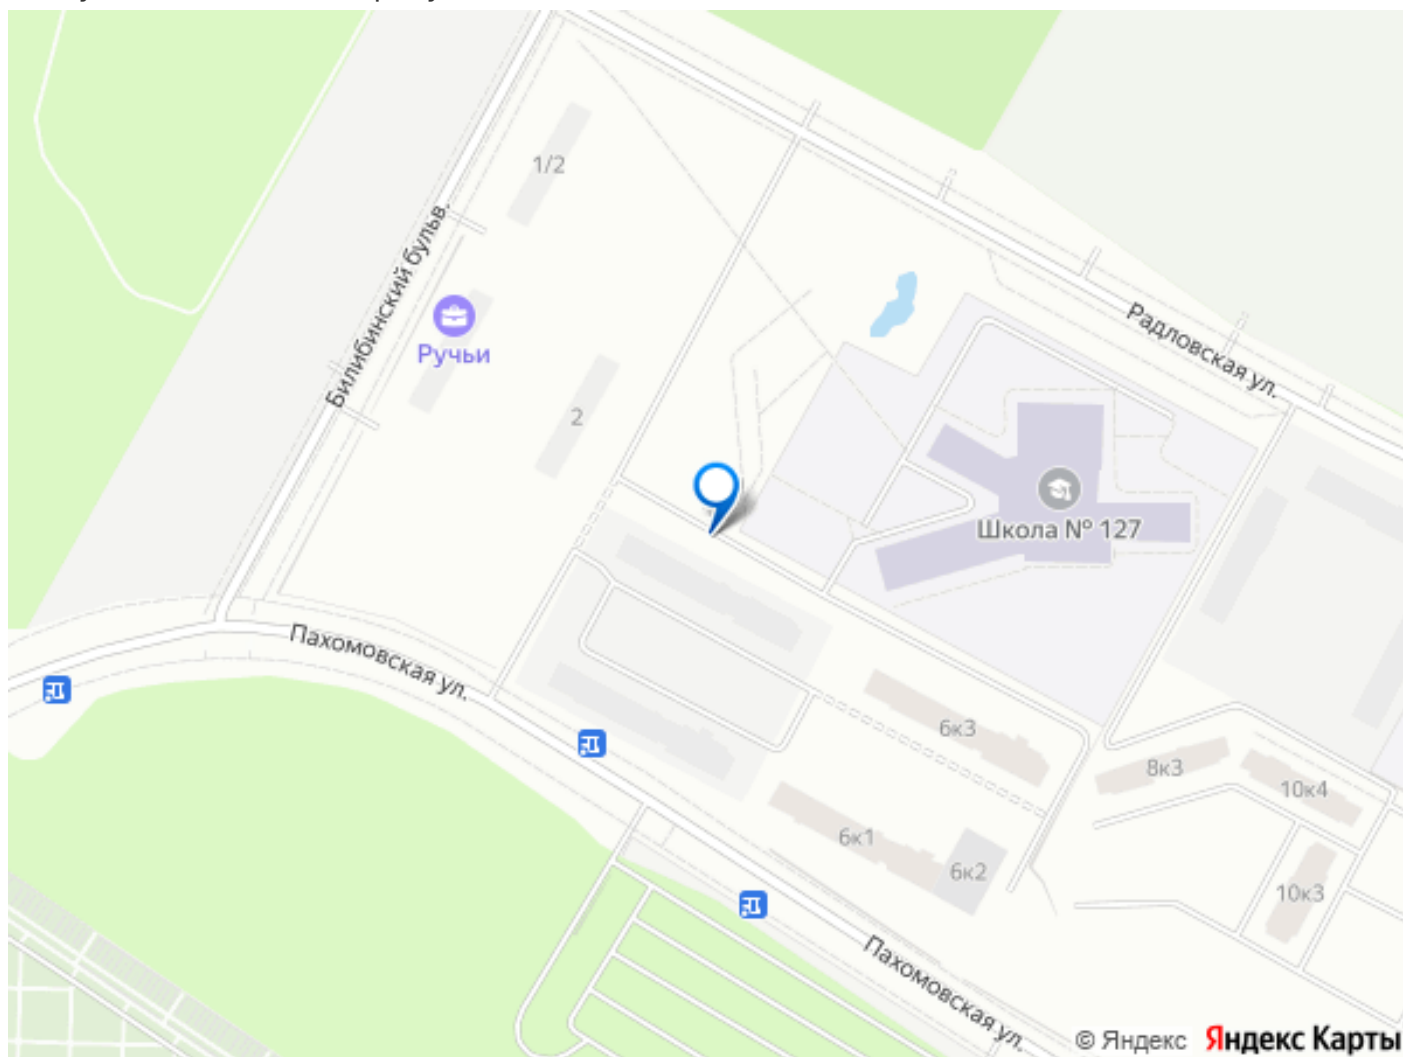 1/2
Билибинский бульв.
Ручьи
2
Радловская ул.
Школа № 127
Пахомовская ул.
6к3
8к3
10к4
6к1
6к2
10к3
Пахомовская ул.
© Яндекс Яндекс Карты